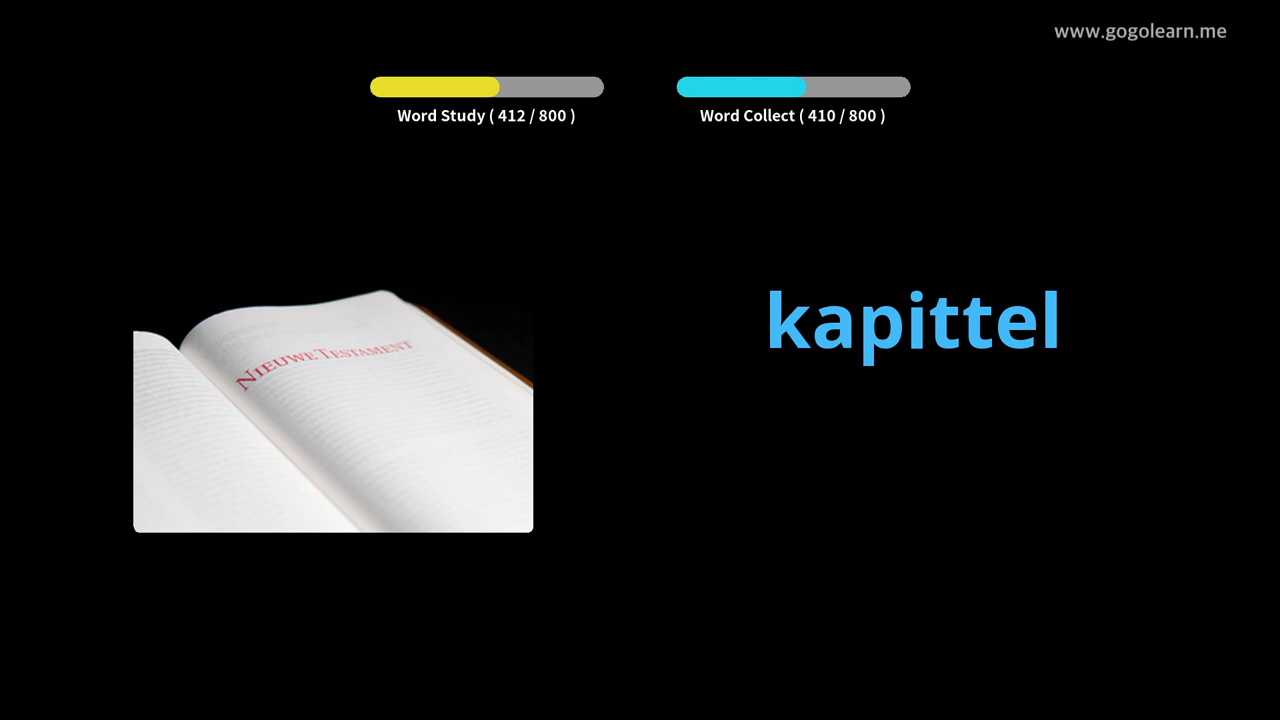 www.gogolearn.me
Word Study ( 412 / 800 )
Word Collect ( 410 / 800 )
NIEUWE TESTAMENT
kapittel